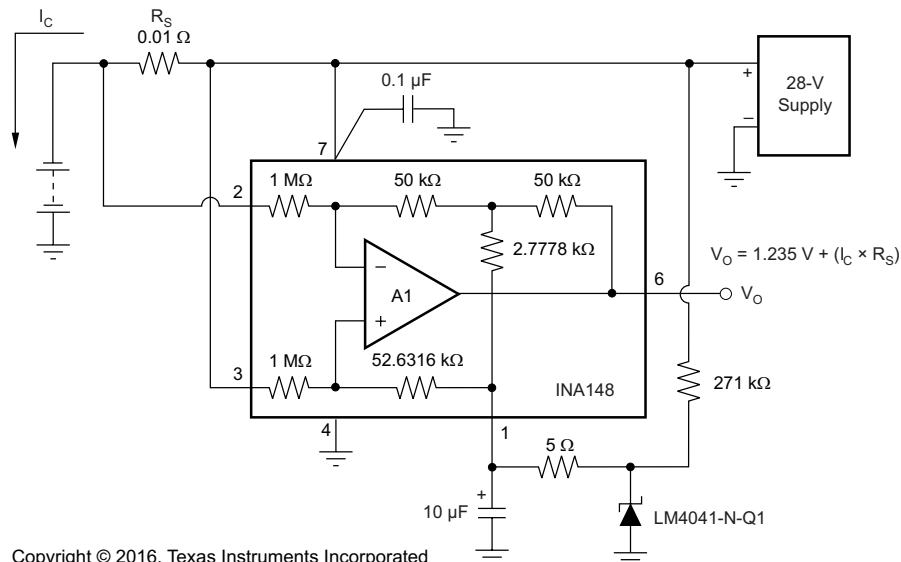 I_C
R_S
0.01 Ω
0.1 µF
+
28-V
Supply
−
7
2
1 MΩ
50 kΩ
50 kΩ
2.7778 kΩ
V_O = 1.235 V + (I_C × R_S)
−
A1
+
6
V_O
3
1 MΩ
52.6316 kΩ
INA148
271 kΩ
4
1
5 Ω
+
10 µF
LM4041-N-Q1
Copyright © 2016, Texas Instruments Incorporated